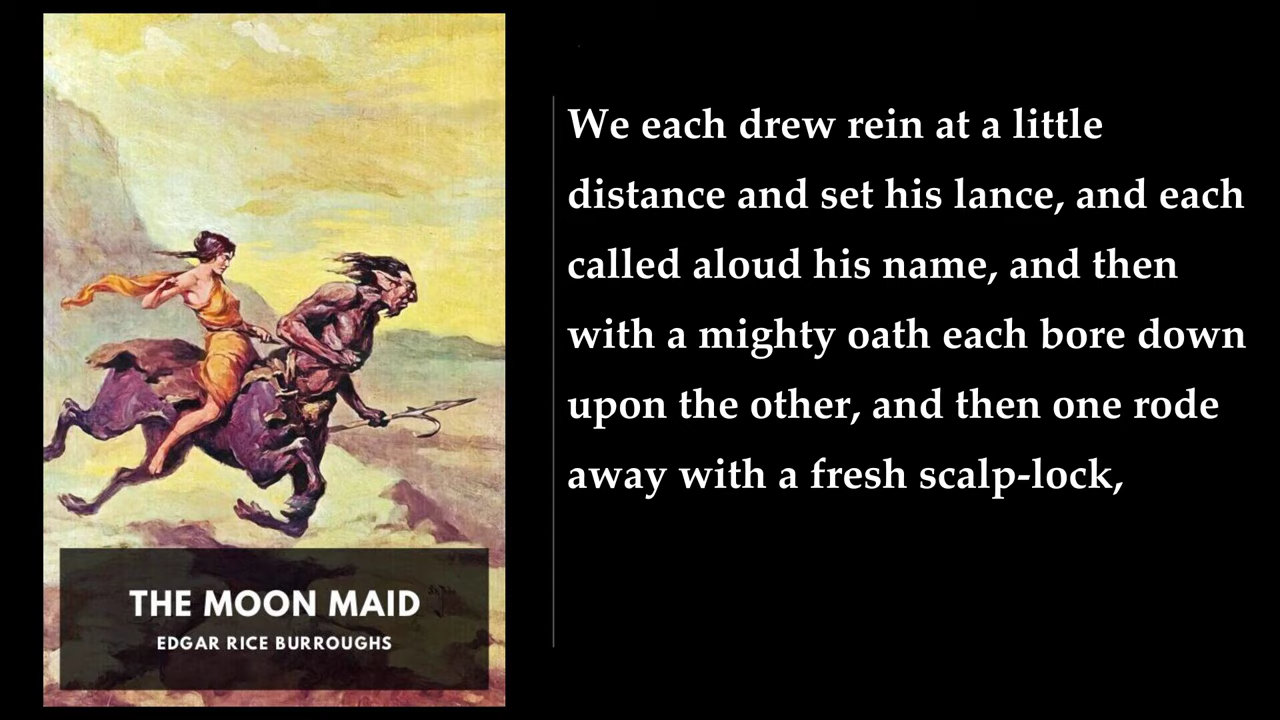 THE MOON MAID
EDGAR RICE BURROUGHS
We each drew rein at a little
distance and set his lance, and each
called aloud his name, and then
with a mighty oath each bore down
upon the other, and then one rode
away with a fresh scalp-lock,